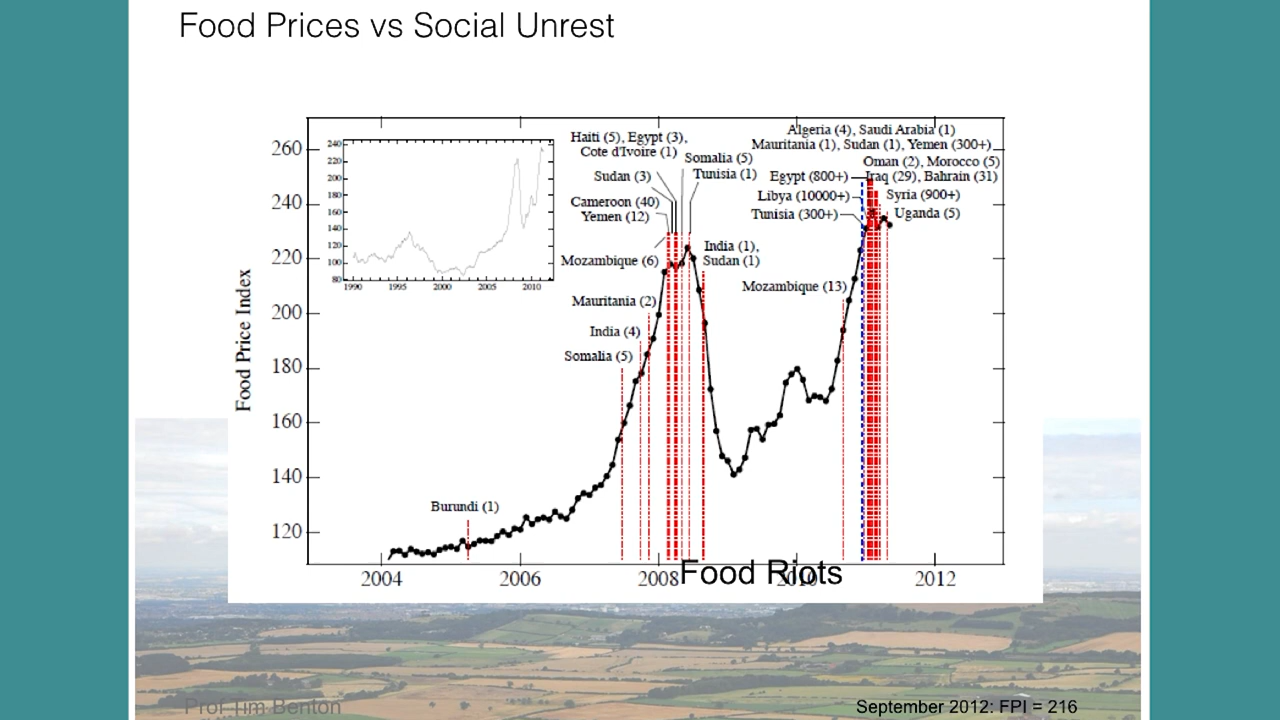 Food Prices vs Social Unrest
Haiti (5), Egypt (3),
Cote d'Ivoire (1)
Somalia (5)
Tunisia (1)
Sudan (3)
Cameroon (40)
Yemen (12)
Mozambique (6)
India (1),
Sudan (1)
Mauritania (2)
India (4)
Somalia (5)
Burundi (1)
Algeria (4), Saudi Arabia (1)
Mauritania (1), Sudan (1), Yemen (300+)
Oman (2), Morocco (5)
Egypt (800+)
Iraq (29), Bahrain (31)
Libya (10000+)
Syria (900+)
Tunisia (300+)
Uganda (5)
Mozambique (13)
240
220
200
180
160
140
120
100
80
1990 1995 2000 2005 2010
Food Price Index
260
240
220
200
180
160
140
120
2004 2006 2008 2010 2012
Food Riots
Prof Tim Benton
September 2012: FPI = 216